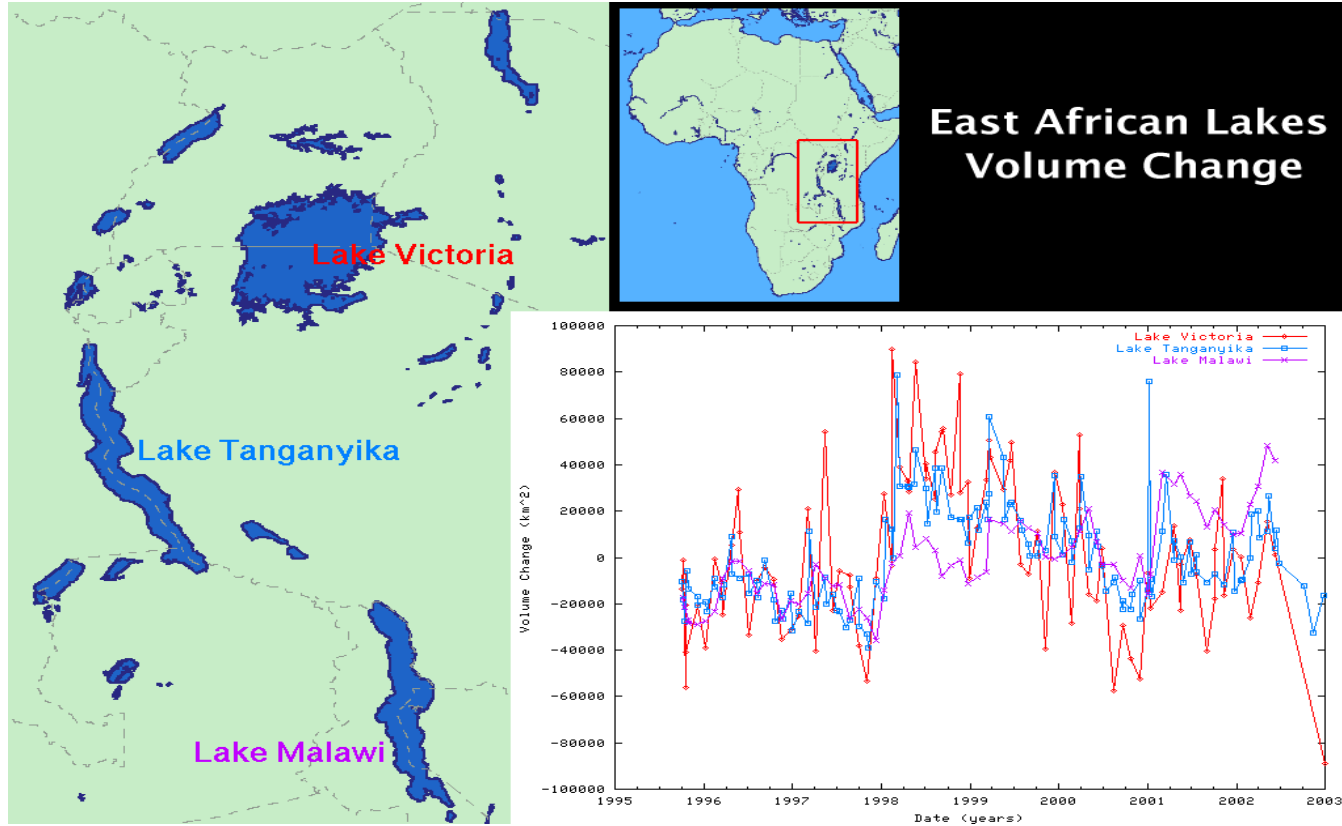 East African Lakes
Volume Change
Lake Victoria
Lake Tanganyika
Lake Malawi
Lake Victoria
Lake Tanganyika
Lake Malawi
100000
80000
60000
40000
20000
0
-20000
-40000
-60000
-80000
-100000
Volume Change (km^2)
1995
1996
1997
1998
1999
2000
2001
2002
2003
Date (years)